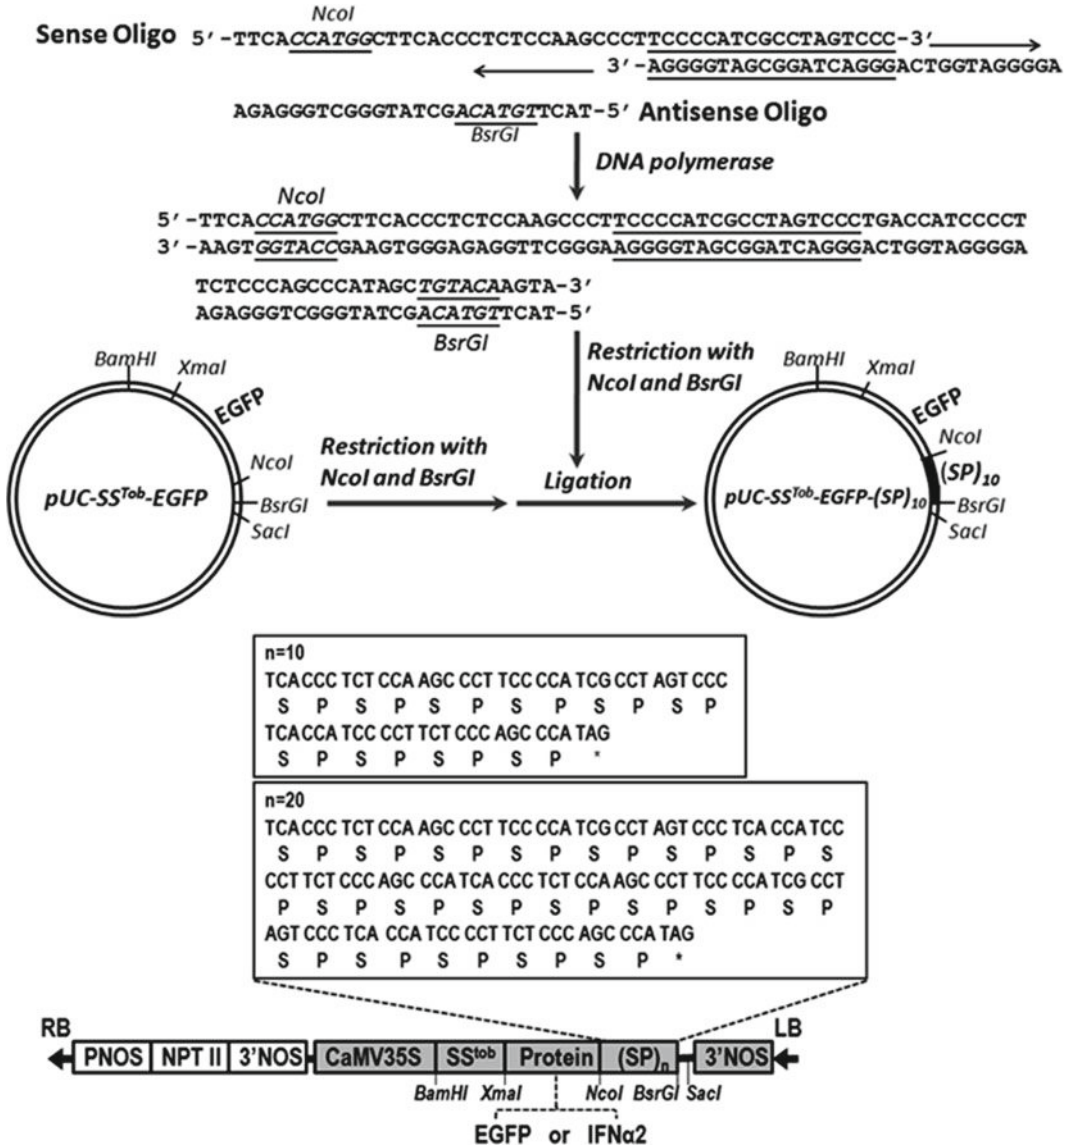 NcoI
Sense Oligo 5′-TTCACCATGGCTTCACCCTCTCCAAGCCCTTCCCCATCGCCTAGTCCC-3′
3′-AGGGGTAGCGGATCAGGGACTGGTAGGGGA
AGAGGGTCGGGTATCGACATGTTCAT-5′ Antisense Oligo
BsrGI
DNA polymerase
NcoI
5′-TTCACCATGGCTTCACCCTCTCCAAGCCCTTCCCCATCGCCTAGTCCCTGACCATCCCCT
3′-AAGTGGTACCGAAGTGGGAGAGGTTCGGGAAGGGGTAGCGGATCAGGGACTGGTAGGGGA
TCTCCCAGCCCATAGCTGTACAAGTA-3′
AGAGGGTCGGGTATCGACATGTTCAT-5′
BsrGI
Restriction with
NcoI and BsrGI
BamHI
XmaI
EGFP
NcoI
BsrGI
SacI
pUC-SSTob-EGFP
Restriction with
NcoI and BsrGI
Ligation
BamHI
XmaI
EGFP
NcoI
(SP)10
BsrGI
SacI
pUC-SSTob-EGFP-(SP)10
n=10
TCACCC TCT CCA AGC CCT TCC CCA TCG CCT AGT CCC
S P S P S P S P S P S P
TCACCA TCC CCT TCT CCC AGC CCA TAG
S P S P S P S P *
n=20
TCACCC TCT CCA AGC CCT TCC CCA TCG CCT AGT CCC TCA CCA TCC
S P S P S P S P S P S P S P S
CCT TCT CCC AGC CCA TCA CCC TCT CCA AGC CCT TCC CCA TCG CCT
P S P S P S P S P S P S P S P
AGT CCC TCA CCA TCC CCT TCT CCC AGC CCA TAG
S P S P S P S P S P *
RB
LB
PNOS NPT II 3'NOS CaMV35S SStob Protein (SP)n 3'NOS
BamHI XmaI NcoI BsrGI SacI
EGFP or IFNα2